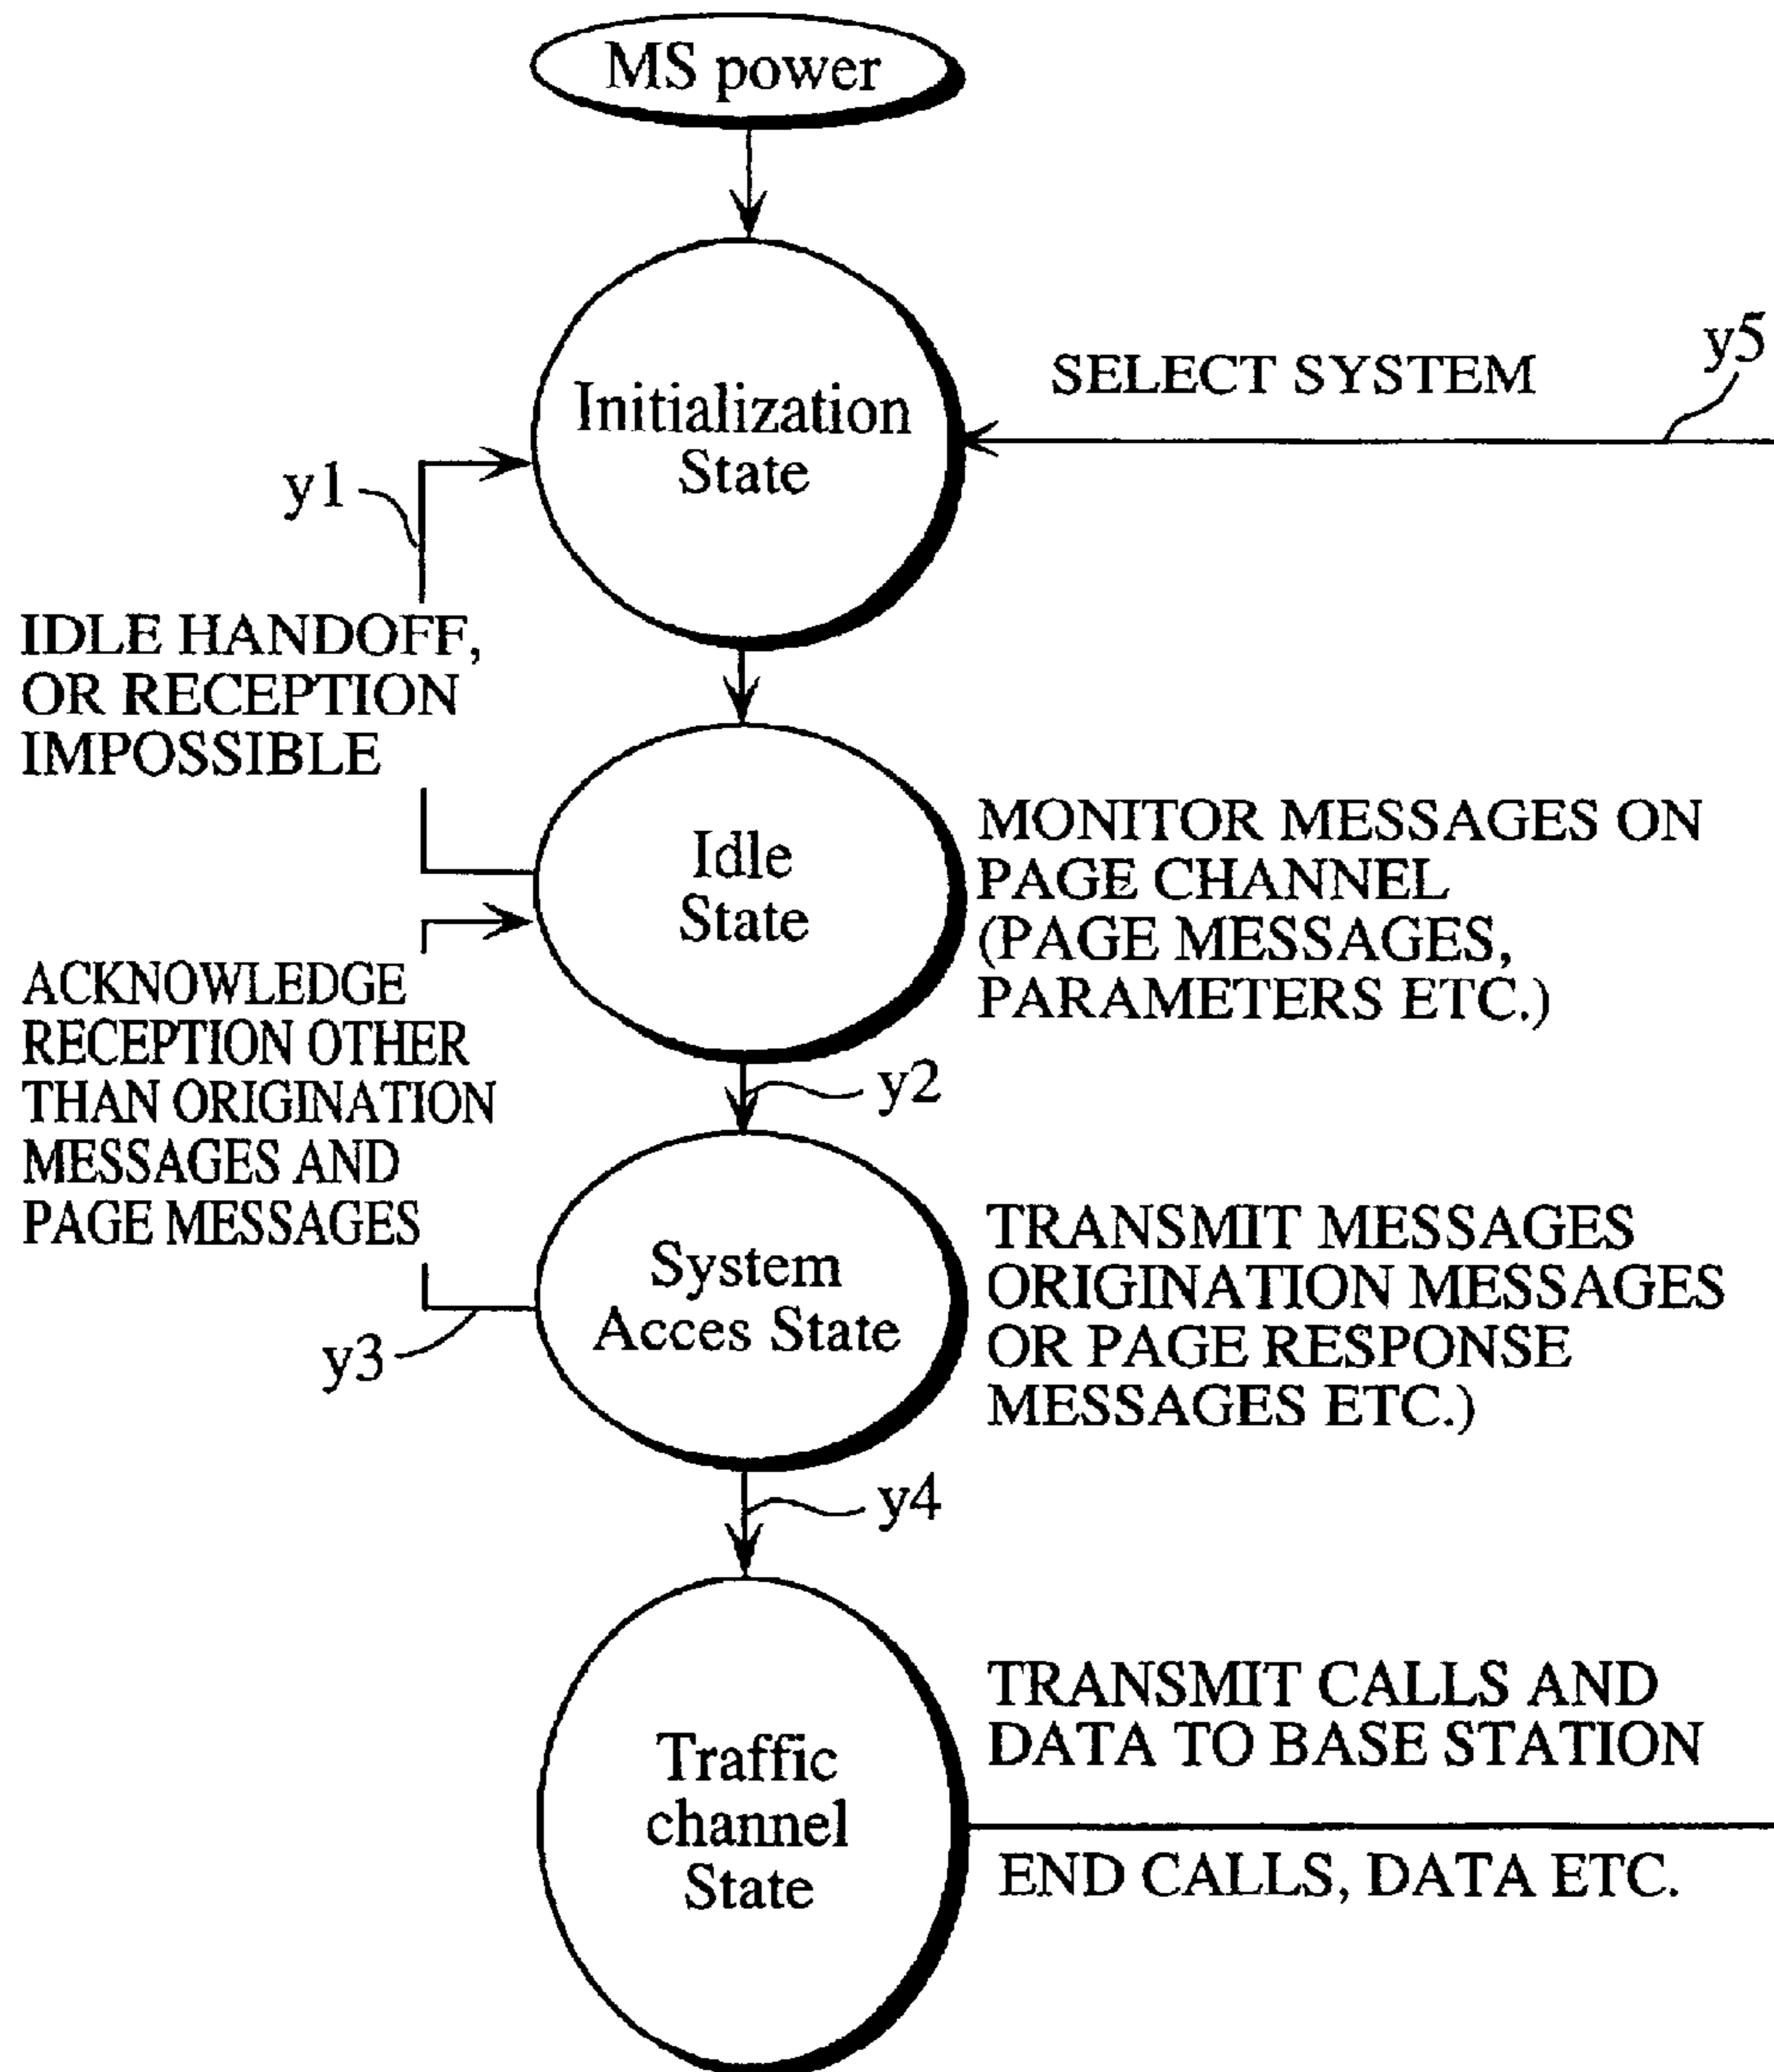 MS power
Initialization
State
SELECT SYSTEM
y5
y1
IDLE HANDOFF,
OR RECEPTION
IMPOSSIBLE
Idle
State
MONITOR MESSAGES ON
PAGE CHANNEL
(PAGE MESSAGES,
PARAMETERS ETC.)
ACKNOWLEDGE
RECEPTION OTHER
THAN ORIGINATION
MESSAGES AND
PAGE MESSAGES
y2
System
Acces State
TRANSMIT MESSAGES
ORIGINATION MESSAGES
OR PAGE RESPONSE
MESSAGES ETC.)
y3
y4
Traffic
channel
State
TRANSMIT CALLS AND
DATA TO BASE STATION
END CALLS, DATA ETC.